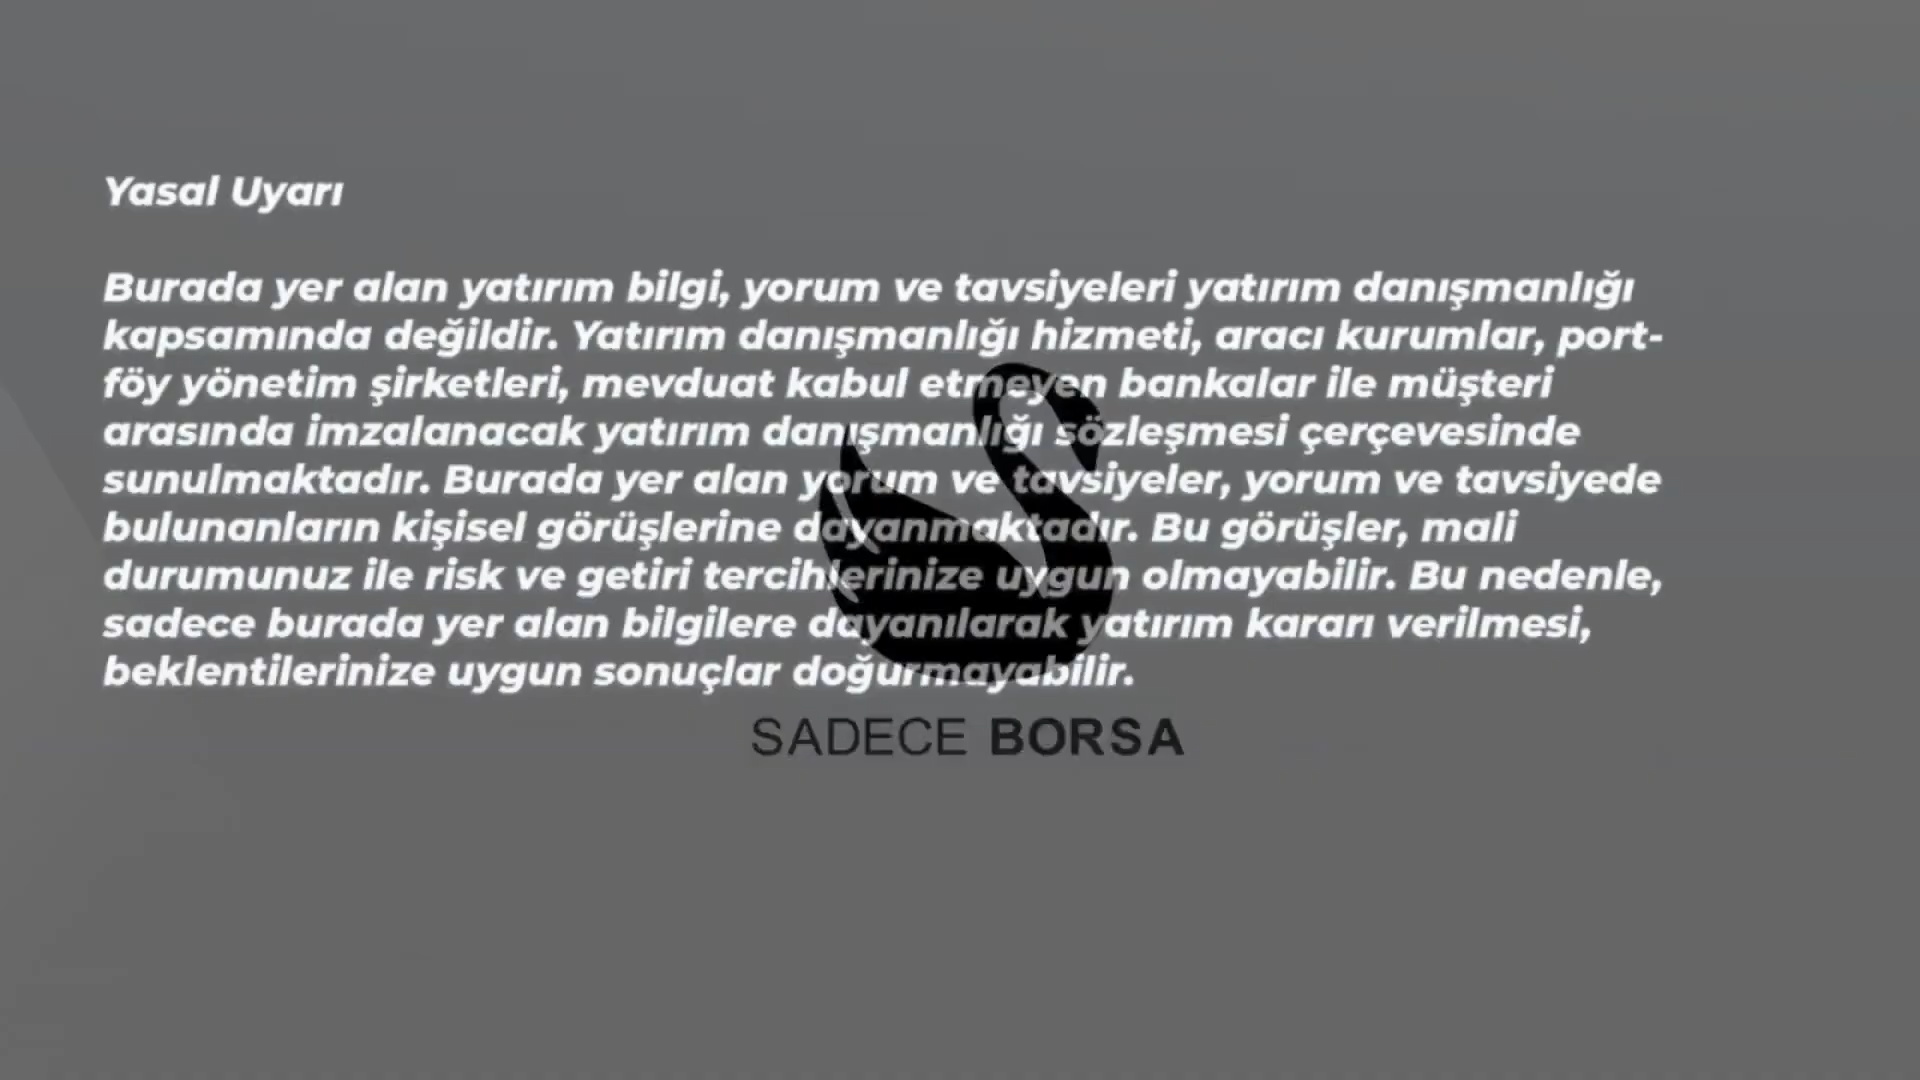 Yasal Uyarı
Burada yer alan yatırım bilgi, yorum ve tavsiyeleri yatırım danışmanlığı
kapsamında değildir. Yatırım danışmanlığı hizmeti, aracı kurumlar, port-
föy yönetim şirketleri, mevduat kabul etmeyen bankalar ile müşteri
arasında imzalanacak yatırım danışmanlığı sözleşmesi çerçevesinde
sunulmaktadır. Burada yer alan yorum ve tavsiyeler, yorum ve tavsiyede
bulunanların kişisel görüşlerine dayanmaktadır. Bu görüşler, mali
durumunuz ile risk ve getiri tercihlerinize uygun olmayabilir. Bu nedenle,
sadece burada yer alan bilgilere dayanılarak yatırım kararı verilmesi,
beklentilerinize uygun sonuçlar doğurmayabilir.
SADECE BORSA